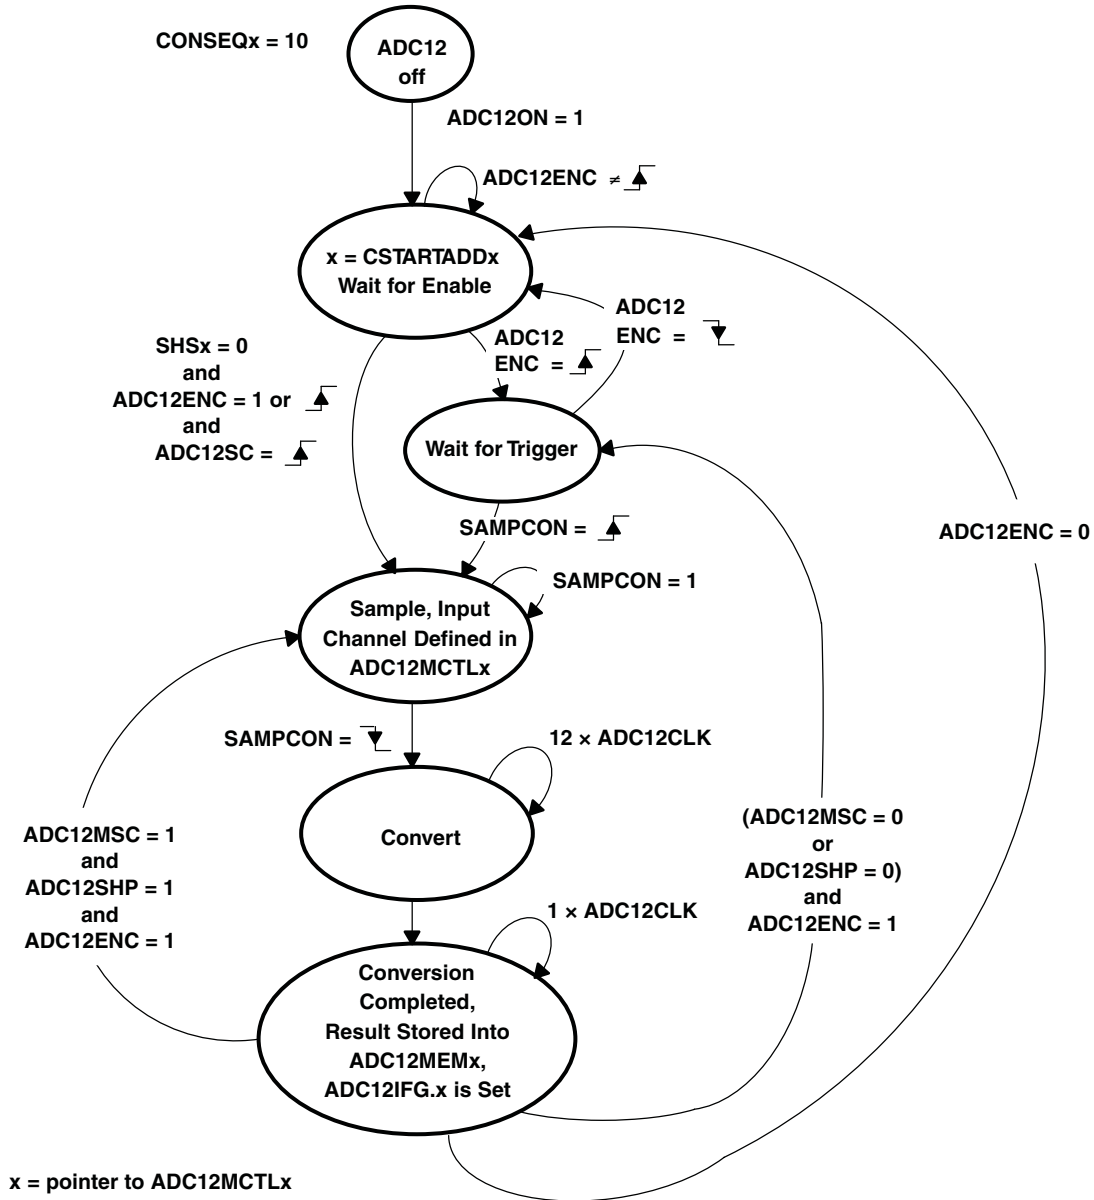 CONSEQx = 10
ADC12
off
ADC12ON = 1
ADC12ENC ≠
x = CSTARTADDx
Wait for Enable
ADC12
ENC =
ADC12
ENC =
SHSx = 0
and
ADC12ENC = 1 or
and
ADC12SC =
Wait for Trigger
SAMPCON =
ADC12ENC = 0
SAMPCON = 1
Sample, Input
Channel Defined in
ADC12MCTLx
SAMPCON =
12 × ADC12CLK
Convert
ADC12MSC = 1
and
ADC12SHP = 1
and
ADC12ENC = 1
(ADC12MSC = 0
or
ADC12SHP = 0)
and
ADC12ENC = 1
1 × ADC12CLK
Conversion
Completed,
Result Stored Into
ADC12MEMx,
ADC12IFG.x is Set
x = pointer to ADC12MCTLx